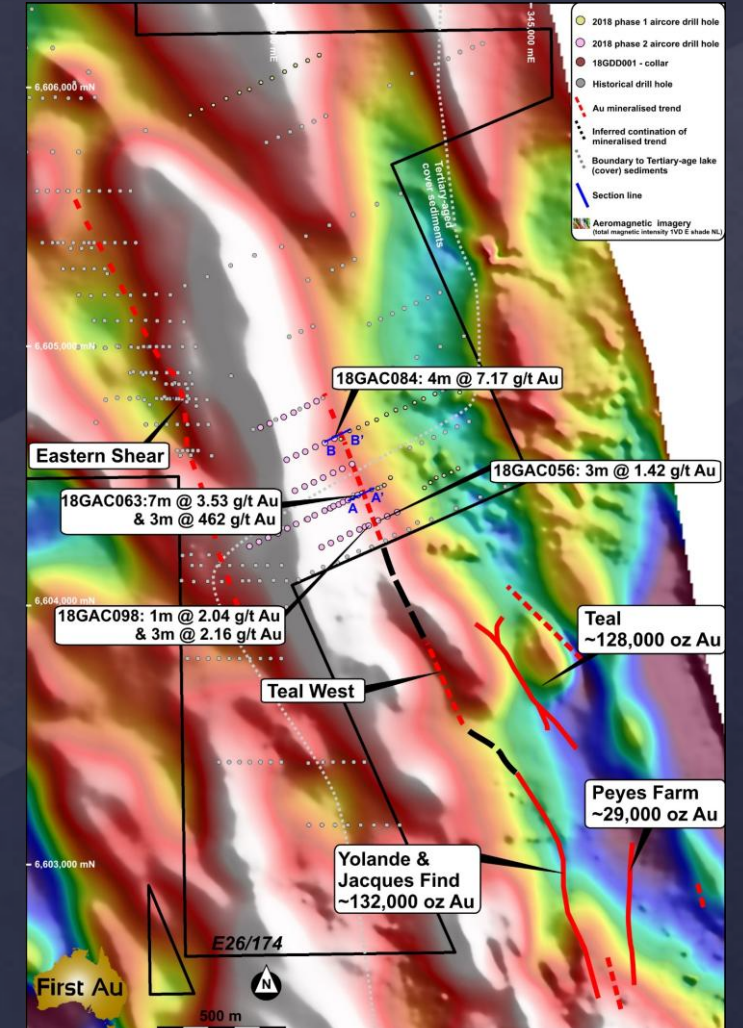 345,000 mE
2018 phase 1 aircore drill hole
2018 phase 2 aircore drill hole
18GDD001 - collar
Historical drill hole
Au mineralised trend
Inferred contination of
mineralised trend
Boundary to Tertiary-age lake
(cover) sediments
Section line
Aeromagnetic imagery
(total magnetic intensity 1VD E shade NL)
6,606,000 mN
Tertiary-aged
cover sediments
6,605,000 mN
18GAC084: 4m @ 7.17 g/t Au
B
B'
Eastern Shear
18GAC056: 3m @ 1.42 g/t Au
18GAC063:7m @ 3.53 g/t Au
& 3m @ 462 g/t Au
A
A'
6,604,000 mN
18GAC098: 1m @ 2.04 g/t Au
& 3m @ 2.16 g/t Au
Teal
~128,000 oz Au
Teal West
Peyes Farm
~29,000 oz Au
Yolande &
Jacques Find
~132,000 oz Au
6,603,000 mN
E26/174
First Au
N
500 m